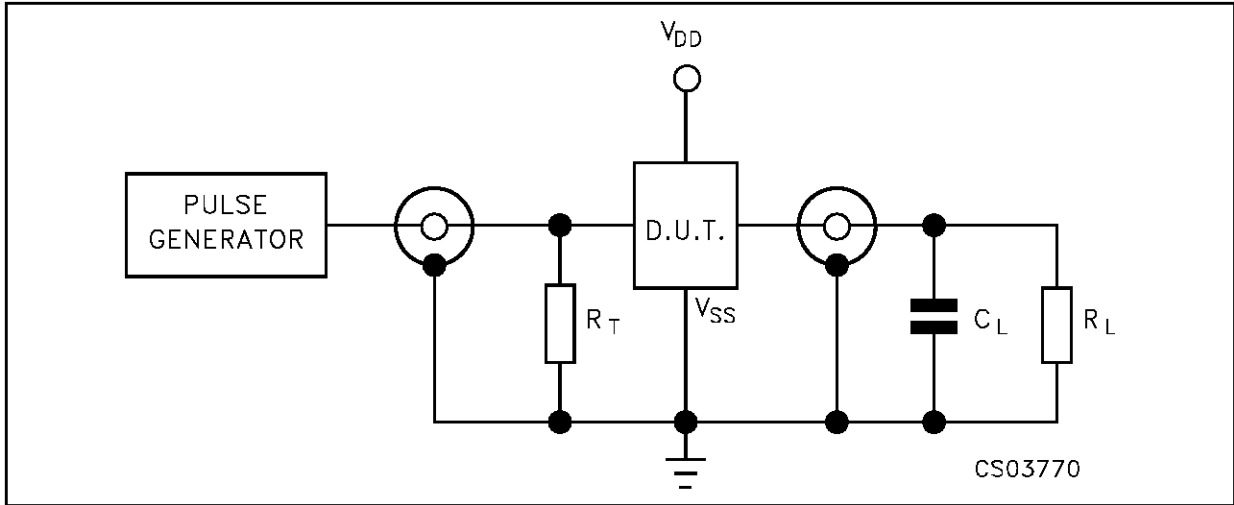 VDD
PULSE
GENERATOR
D.U.T.
RT
VSS
CL
RL
CS03770